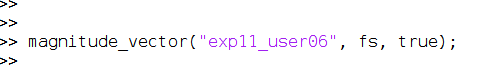 >>
>>
>> magnitude_vector("exp11_user06", fs, true);
>>